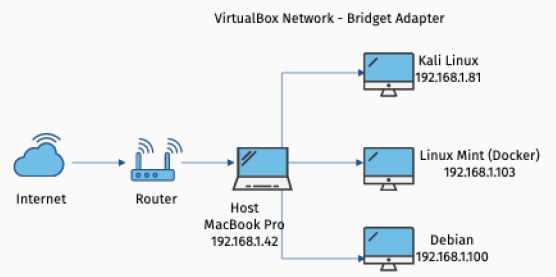 VirtualBox Network - Bridget Adapter
Kali Linux
192.168.1.81
Linux Mint (Docker)
192.168.1.103
Internet
Router
Host
MacBook Pro
192.168.1.42
Debian
192.168.1.100